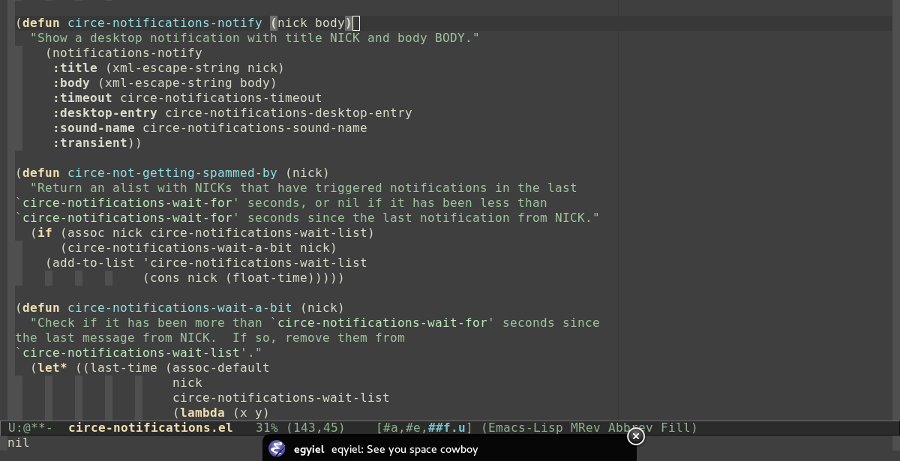 (defun circe-notifications-notify (nick body)
"Show a desktop notification with title NICK and body BODY."
(notifications-notify
:title (xml-escape-string nick)
:body (xml-escape-string body)
:timeout circe-notifications-timeout
:desktop-entry circe-notifications-desktop-entry
:sound-name circe-notifications-sound-name
:transient))
(defun circe-not-getting-spammed-by (nick)
"Return an alist with NICKs that have triggered notifications in the last
`circe-notifications-wait-for' seconds, or nil if it has been less than
`circe-notifications-wait-for' seconds since the last notification from NICK."
(if (assoc nick circe-notifications-wait-list)
(circe-notifications-wait-a-bit nick)
(add-to-list 'circe-notifications-wait-list
(cons nick (float-time)))))
(defun circe-notifications-wait-a-bit (nick)
"Check if it has been more than `circe-notifications-wait-for' seconds since
the last message from NICK.  If so, remove them from
`circe-notifications-wait-list'."
(let* ((last-time (assoc-default
nick
circe-notifications-wait-list
(lambda (x y)
U:@**-  circe-notifications.el   31% (143,45)    [#a,#e,##f.u] (Emacs-Lisp MRev Abbrev Fill)
nil
egyiel eqyiel: See you space cowboy